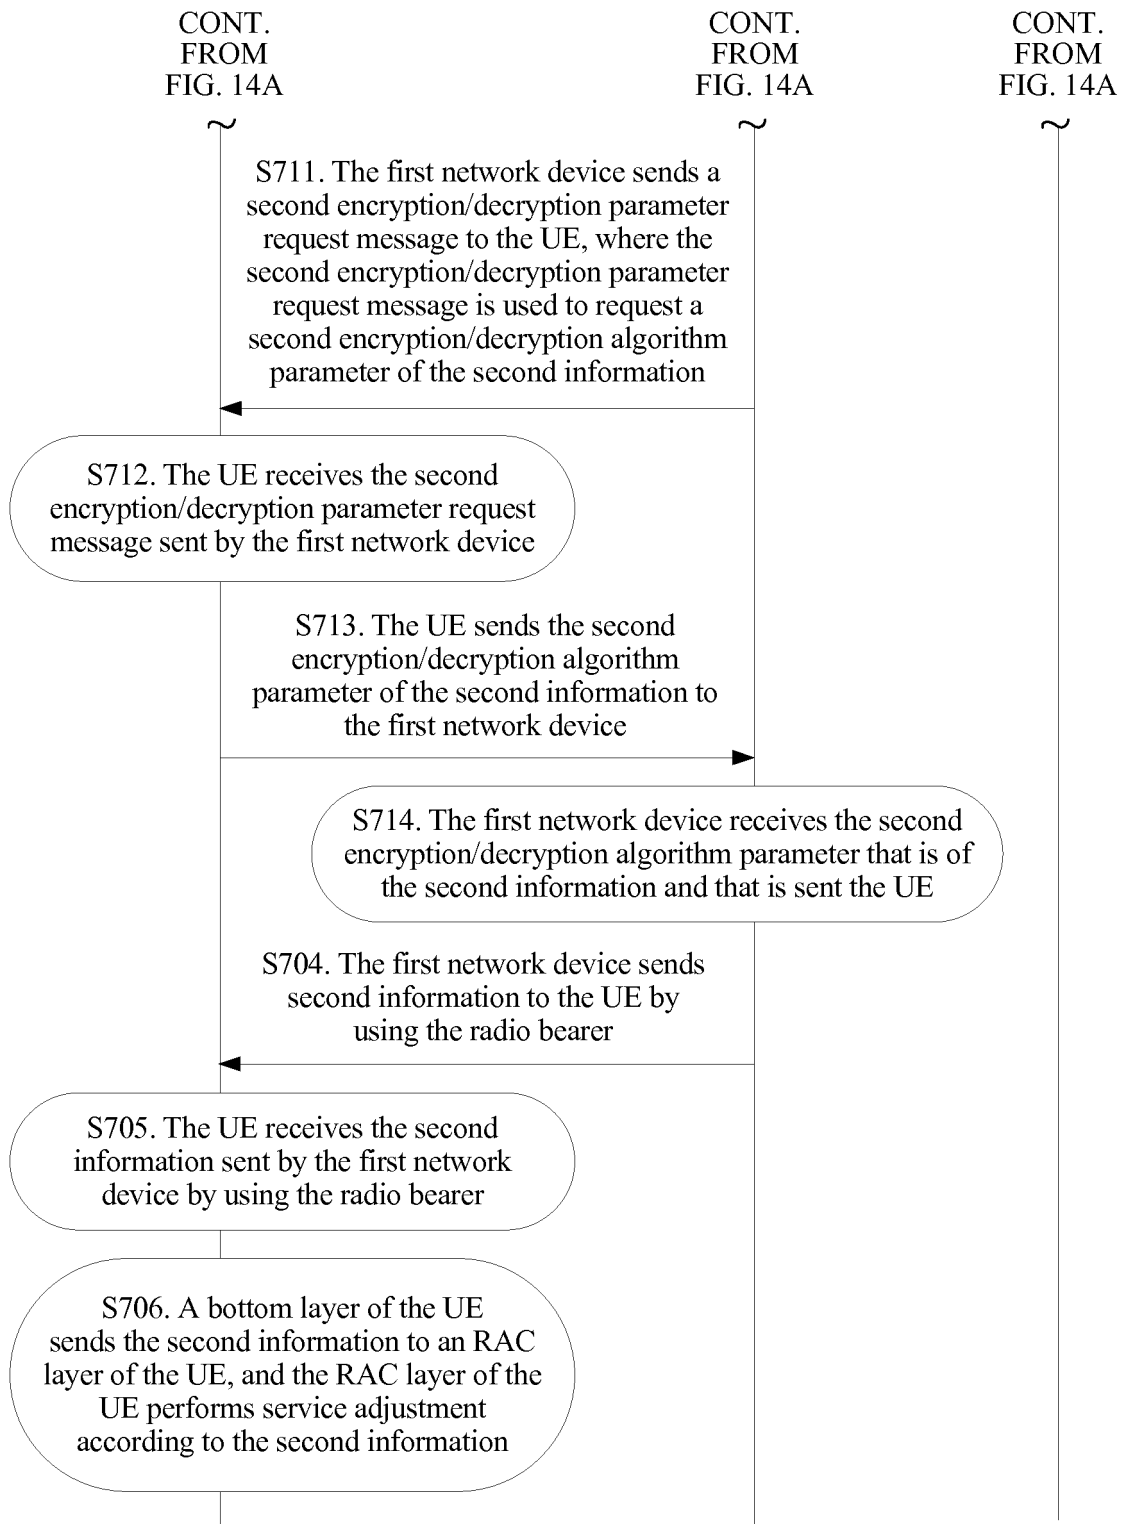 CONT.
FROM
FIG. 14A
CONT.
FROM
FIG. 14A
CONT.
FROM
FIG. 14A
S711. The first network device sends a
second encryption/decryption parameter
request message to the UE, where the
second encryption/decryption parameter
request message is used to request a
second encryption/decryption algorithm
parameter of the second information
S712. The UE receives the second
encryption/decryption parameter request
message sent by the first network device
S713. The UE sends the second
encryption/decryption algorithm
parameter of the second information to
the first network device
S714. The first network device receives the second
encryption/decryption algorithm parameter that is of
the second information and that is sent the UE
S704. The first network device sends
second information to the UE by
using the radio bearer
S705. The UE receives the second
information sent by the first network
device by using the radio bearer
S706. A bottom layer of the UE
sends the second information to an RAC
layer of the UE, and the RAC layer of the
UE performs service adjustment
according to the second information